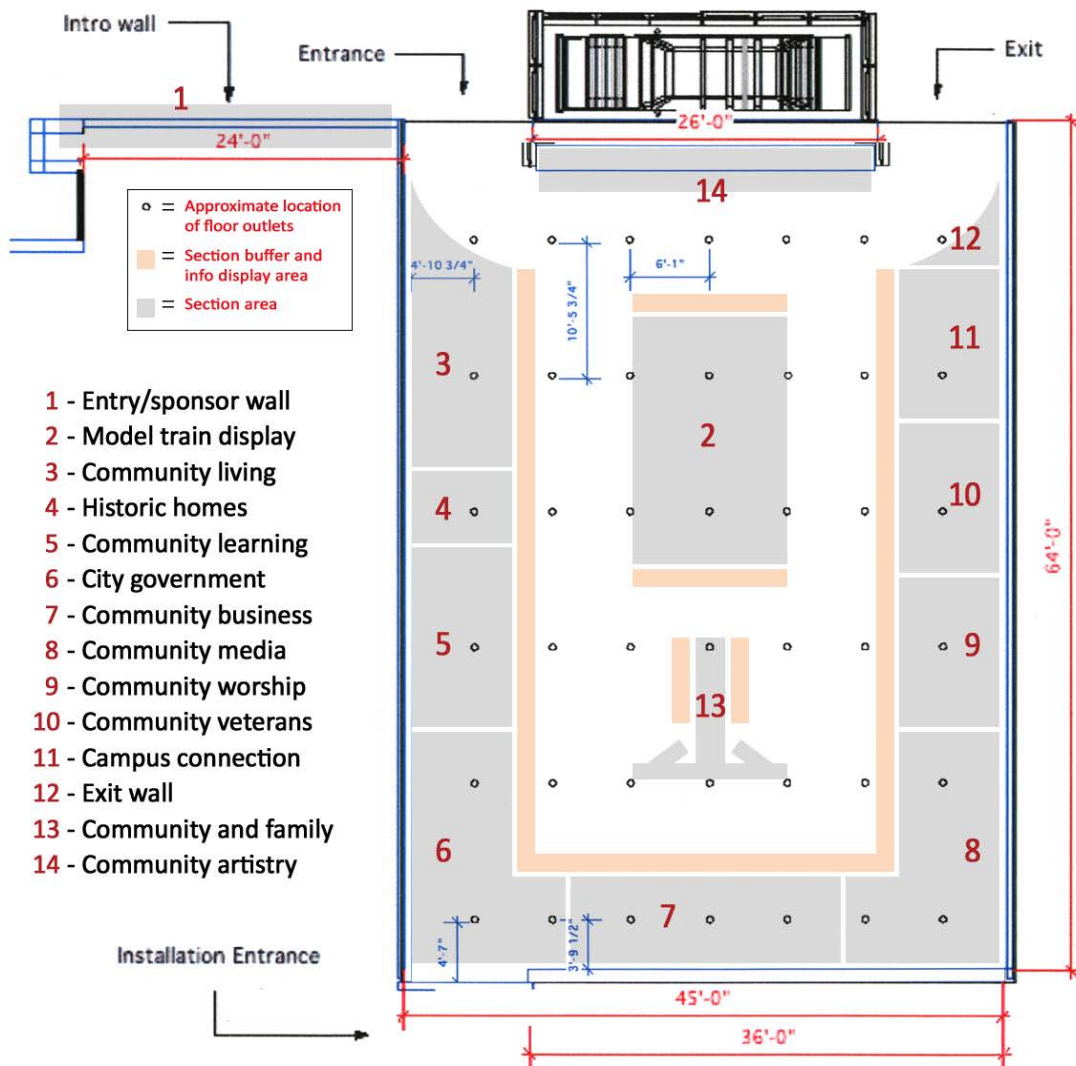 Intro wall
Entrance
Exit
1
24'-0"
26'-0"
14
= Approximate location
of floor outlets
= Section buffer and
info display area
= Section area
12
4'-10 3/4"
6'-1"
10'-5 3/4"
3
11
2
1 - Entry/sponsor wall
2 - Model train display
3 - Community living
4 - Historic homes
5 - Community learning
6 - City government
7 - Community business
8 - Community media
9 - Community worship
10 - Community veterans
11 - Campus connection
12 - Exit wall
13 - Community and family
14 - Community artistry
4
10
64'-0"
5
9
13
6
8
7
4'-7"
3'-9 1/2"
Installation Entrance
45'-0"
36'-0"